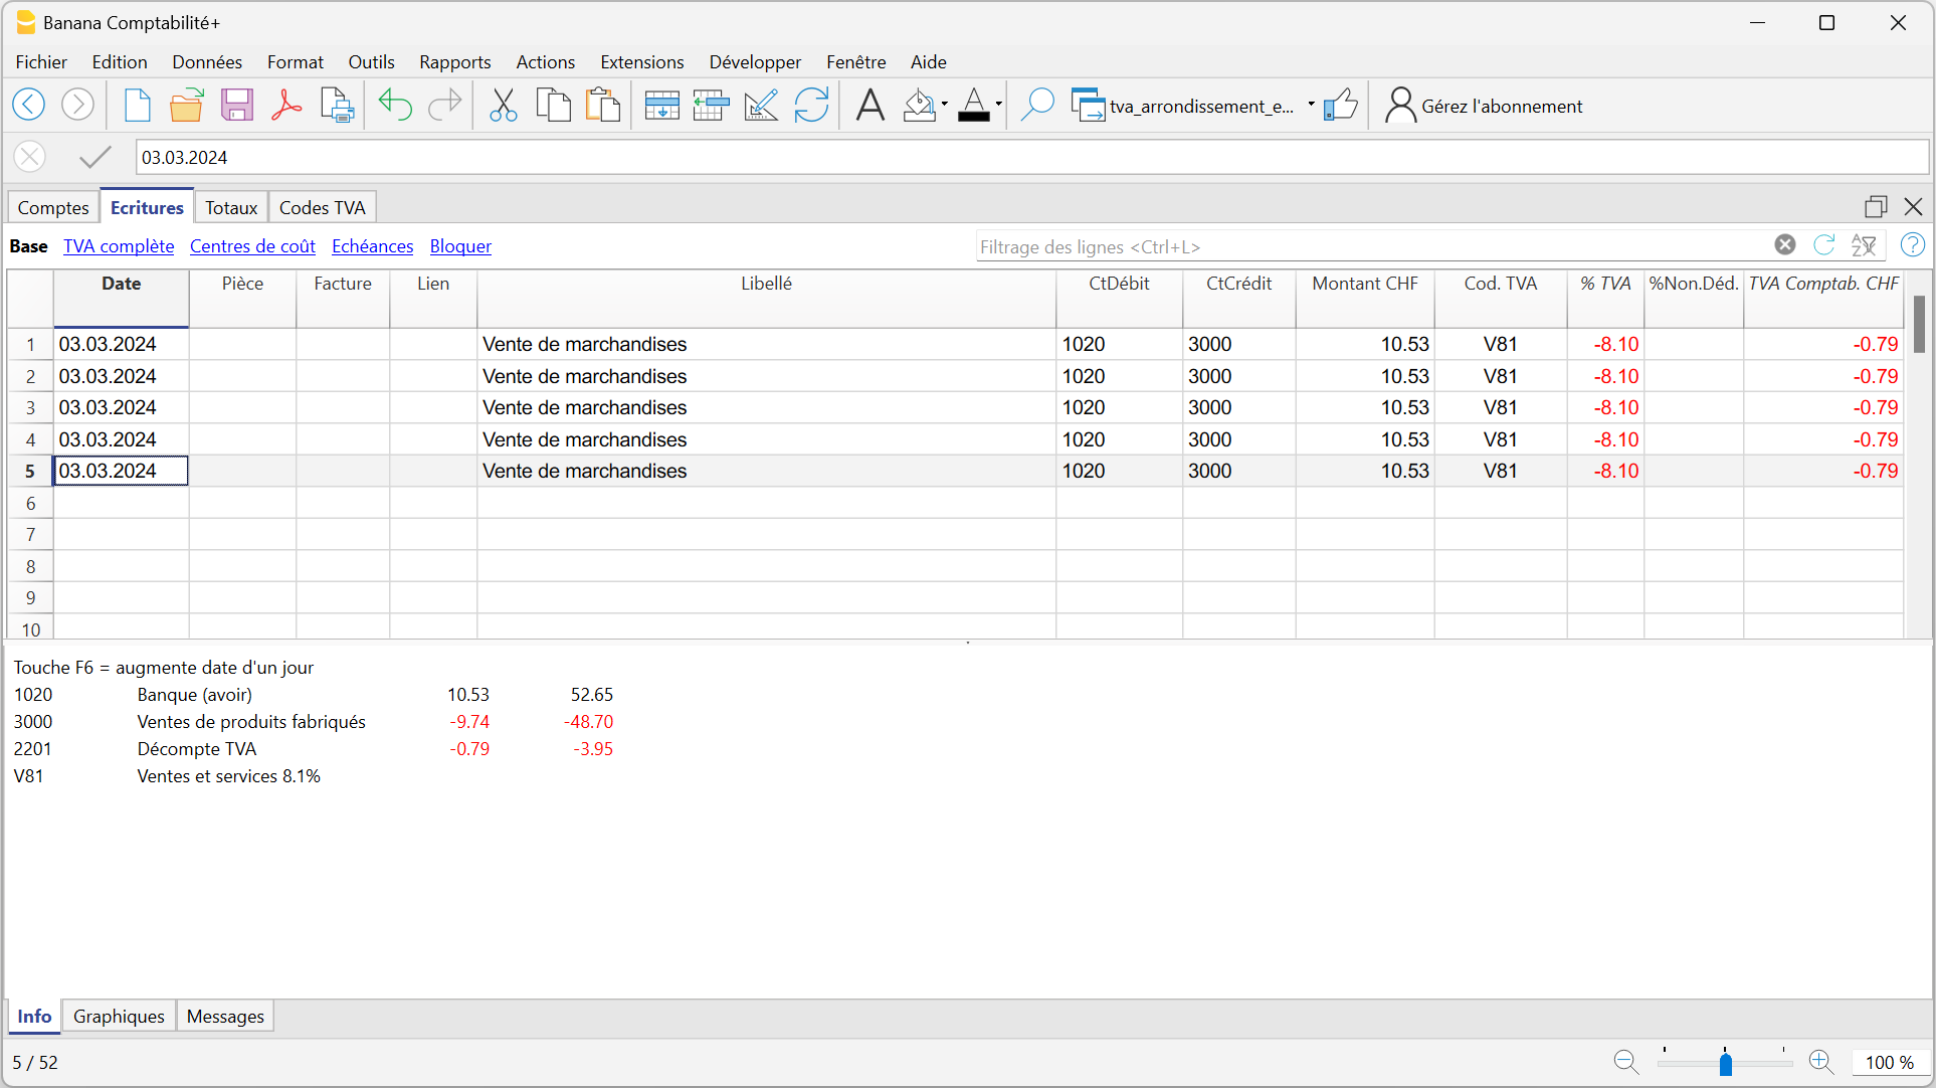 Banana Comptabilité+
Fichier Edition Données Format Outils Rapports Actions Extensions Développer Fenêtre Aide
tva_arrondissement_e... Gérez l'abonnement
03.03.2024
Comptes Ecritures Totaux Codes TVA
Base TVA complète Centres de coût Echéances Bloquer Filtrage des lignes <Ctrl+L>
Date Pièce Facture Lien Libellé CtDébit CtCrédit Montant CHF Cod. TVA % TVA %Non.Déd. TVA Comptab. CHF
1 03.03.2024 Vente de marchandises 1020 3000 10.53 V81 -8.10 -0.79
2 03.03.2024 Vente de marchandises 1020 3000 10.53 V81 -8.10 -0.79
3 03.03.2024 Vente de marchandises 1020 3000 10.53 V81 -8.10 -0.79
4 03.03.2024 Vente de marchandises 1020 3000 10.53 V81 -8.10 -0.79
5 03.03.2024 Vente de marchandises 1020 3000 10.53 V81 -8.10 -0.79
6
7
8
9
10
Touche F6 = augmente date d'un jour
1020 Banque (avoir) 10.53 52.65
3000 Ventes de produits fabriqués -9.74 -48.70
2201 Décompte TVA -0.79 -3.95
V81 Ventes et services 8.1%
Info Graphiques Messages
5 / 52 100 %